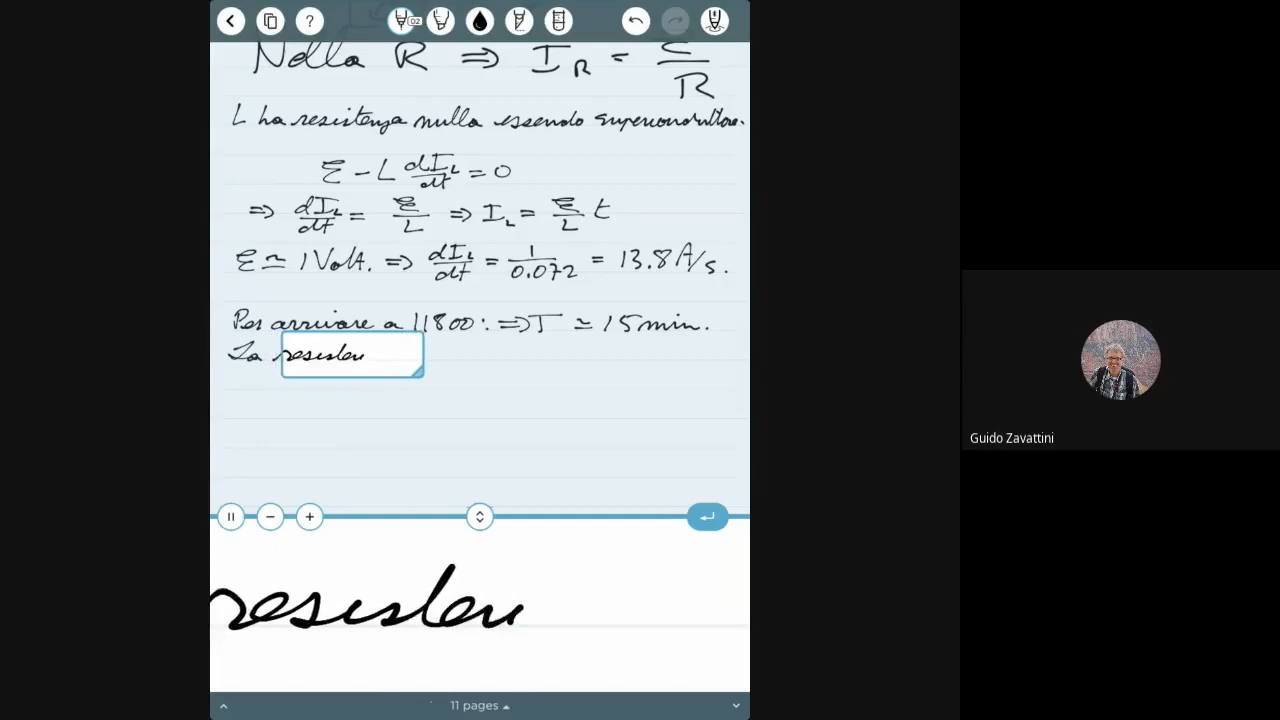 ?
02
Nella R ⇒ I_R = ε/R
L ha resistenza nulla essendo superconduttore.
ε - L dI_L/dt = 0
⇒ dI_L/dt = ε/L ⇒ I_L = ε/L t
ε ≃ 1 Volt. ⇒ dI_L/dt = 1/0.072 = 13.8 A/s.
Per arrivare a 11800: ⇒ T ≃ 15 min.
La resisten
Guido Zavattini
resisten
11 pages